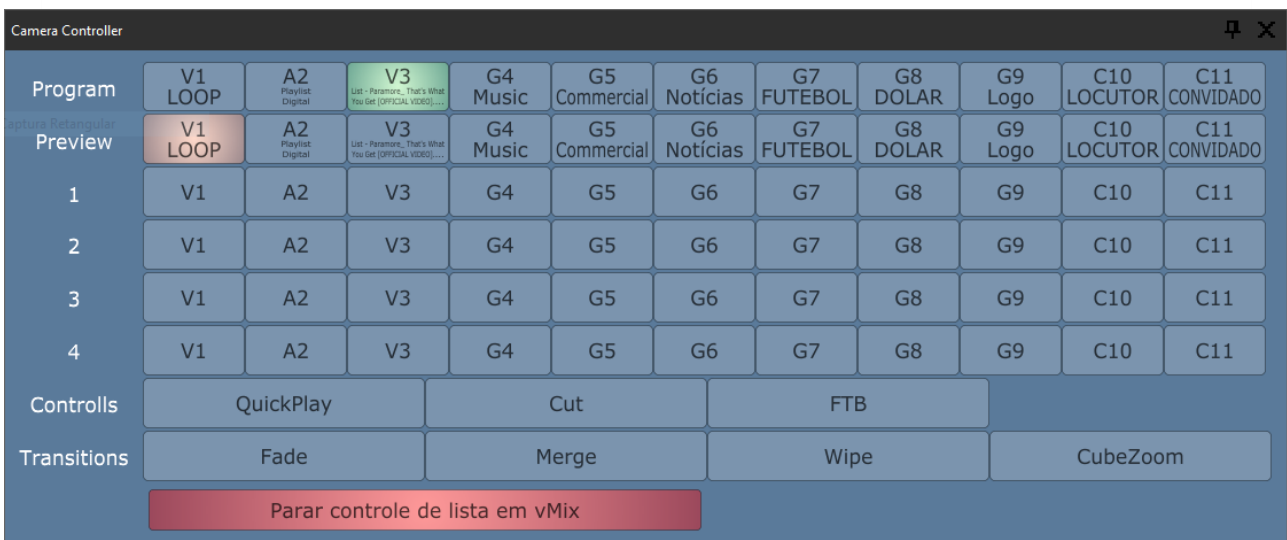 Camera Controller
Program
V1
LOOP
A2
Playlist
Digital
V3
List - Paramore_ That's What
You Get [OFFICIAL VIDEO]....
G4
Music
G5
Commercial
G6
Notícias
G7
FUTEBOL
G8
DOLAR
G9
Logo
C10
LOCUTOR
C11
CONVIDADO
Captura Retangular
Preview
V1
LOOP
A2
Playlist
Digital
V3
List - Paramore_ That's What
You Get [OFFICIAL VIDEO]....
G4
Music
G5
Commercial
G6
Notícias
G7
FUTEBOL
G8
DOLAR
G9
Logo
C10
LOCUTOR
C11
CONVIDADO
1 V1 A2 V3 G4 G5 G6 G7 G8 G9 C10 C11
2 V1 A2 V3 G4 G5 G6 G7 G8 G9 C10 C11
3 V1 A2 V3 G4 G5 G6 G7 G8 G9 C10 C11
4 V1 A2 V3 G4 G5 G6 G7 G8 G9 C10 C11
Controlls QuickPlay Cut FTB
Transitions Fade Merge Wipe CubeZoom
Parar controle de lista em vMix